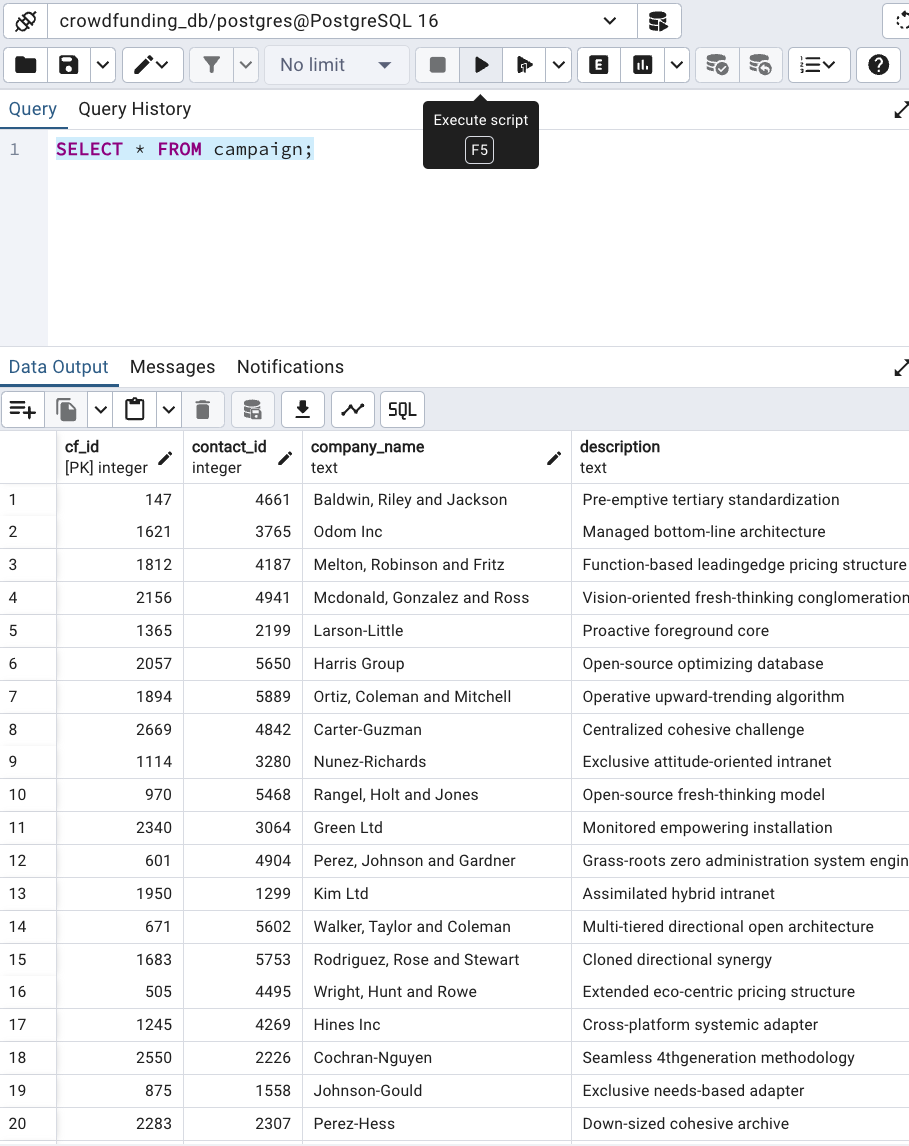 crowdfunding_db/postgres@PostgreSQL 16
No limit
E
?
Query Query History
Execute script
F5
1 SELECT * FROM campaign;
Data Output Messages Notifications
SQL
cf_id contact_id company_name description
[PK] integer integer text text
1 147 4661 Baldwin, Riley and Jackson Pre-emptive tertiary standardization
2 1621 3765 Odom Inc Managed bottom-line architecture
3 1812 4187 Melton, Robinson and Fritz Function-based leadingedge pricing structure
4 2156 4941 Mcdonald, Gonzalez and Ross Vision-oriented fresh-thinking conglomeration
5 1365 2199 Larson-Little Proactive foreground core
6 2057 5650 Harris Group Open-source optimizing database
7 1894 5889 Ortiz, Coleman and Mitchell Operative upward-trending algorithm
8 2669 4842 Carter-Guzman Centralized cohesive challenge
9 1114 3280 Nunez-Richards Exclusive attitude-oriented intranet
10 970 5468 Rangel, Holt and Jones Open-source fresh-thinking model
11 2340 3064 Green Ltd Monitored empowering installation
12 601 4904 Perez, Johnson and Gardner Grass-roots zero administration system engin
13 1950 1299 Kim Ltd Assimilated hybrid intranet
14 671 5602 Walker, Taylor and Coleman Multi-tiered directional open architecture
15 1683 5753 Rodriguez, Rose and Stewart Cloned directional synergy
16 505 4495 Wright, Hunt and Rowe Extended eco-centric pricing structure
17 1245 4269 Hines Inc Cross-platform systemic adapter
18 2550 2226 Cochran-Nguyen Seamless 4thgeneration methodology
19 875 1558 Johnson-Gould Exclusive needs-based adapter
20 2283 2307 Perez-Hess Down-sized cohesive archive